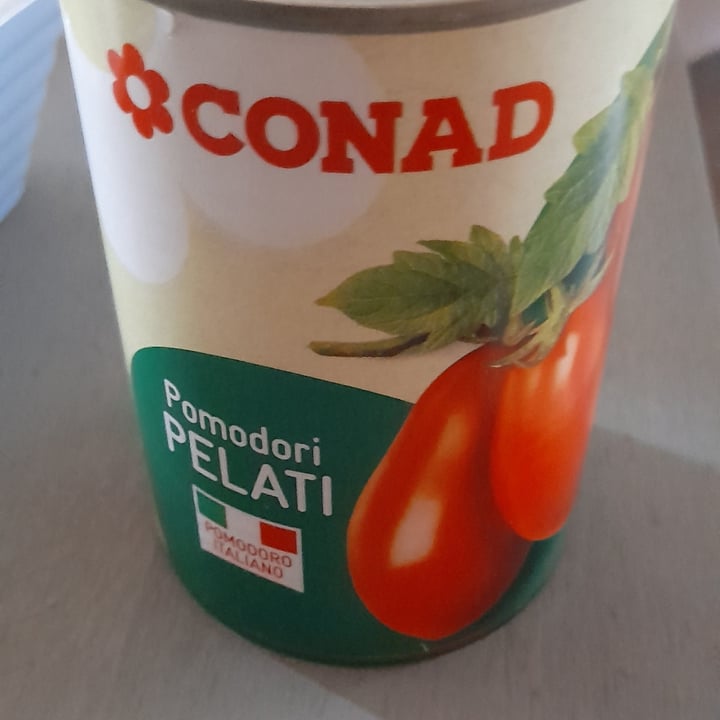 CONAD
Pomodori
PELATI
POMODORO
ITALIANO